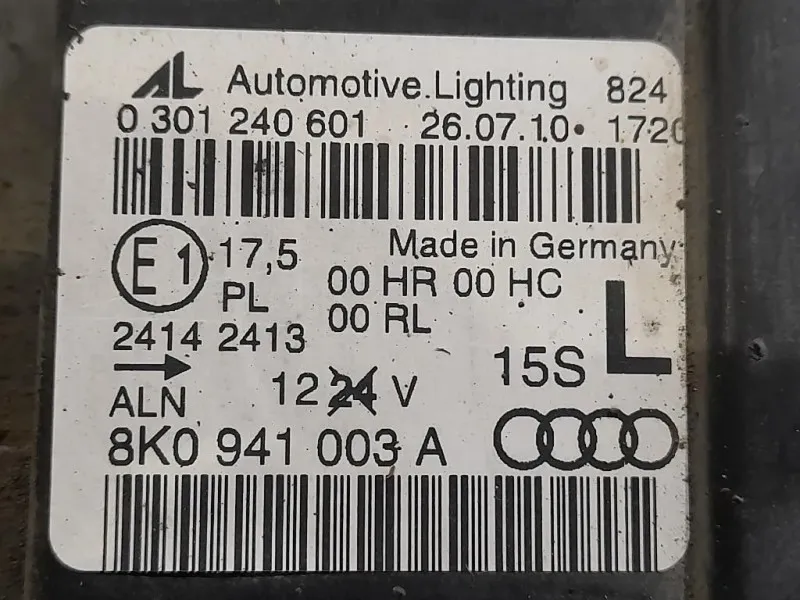 AL Automotive Lighting 824
0 301 240 601 26.07.10 • 1720
E1 17,5 Made in Germany
PL 00 HR 00 HC
00 RL L
2414 2413
15S
ALN 12 24 V
8K0 941 003 A